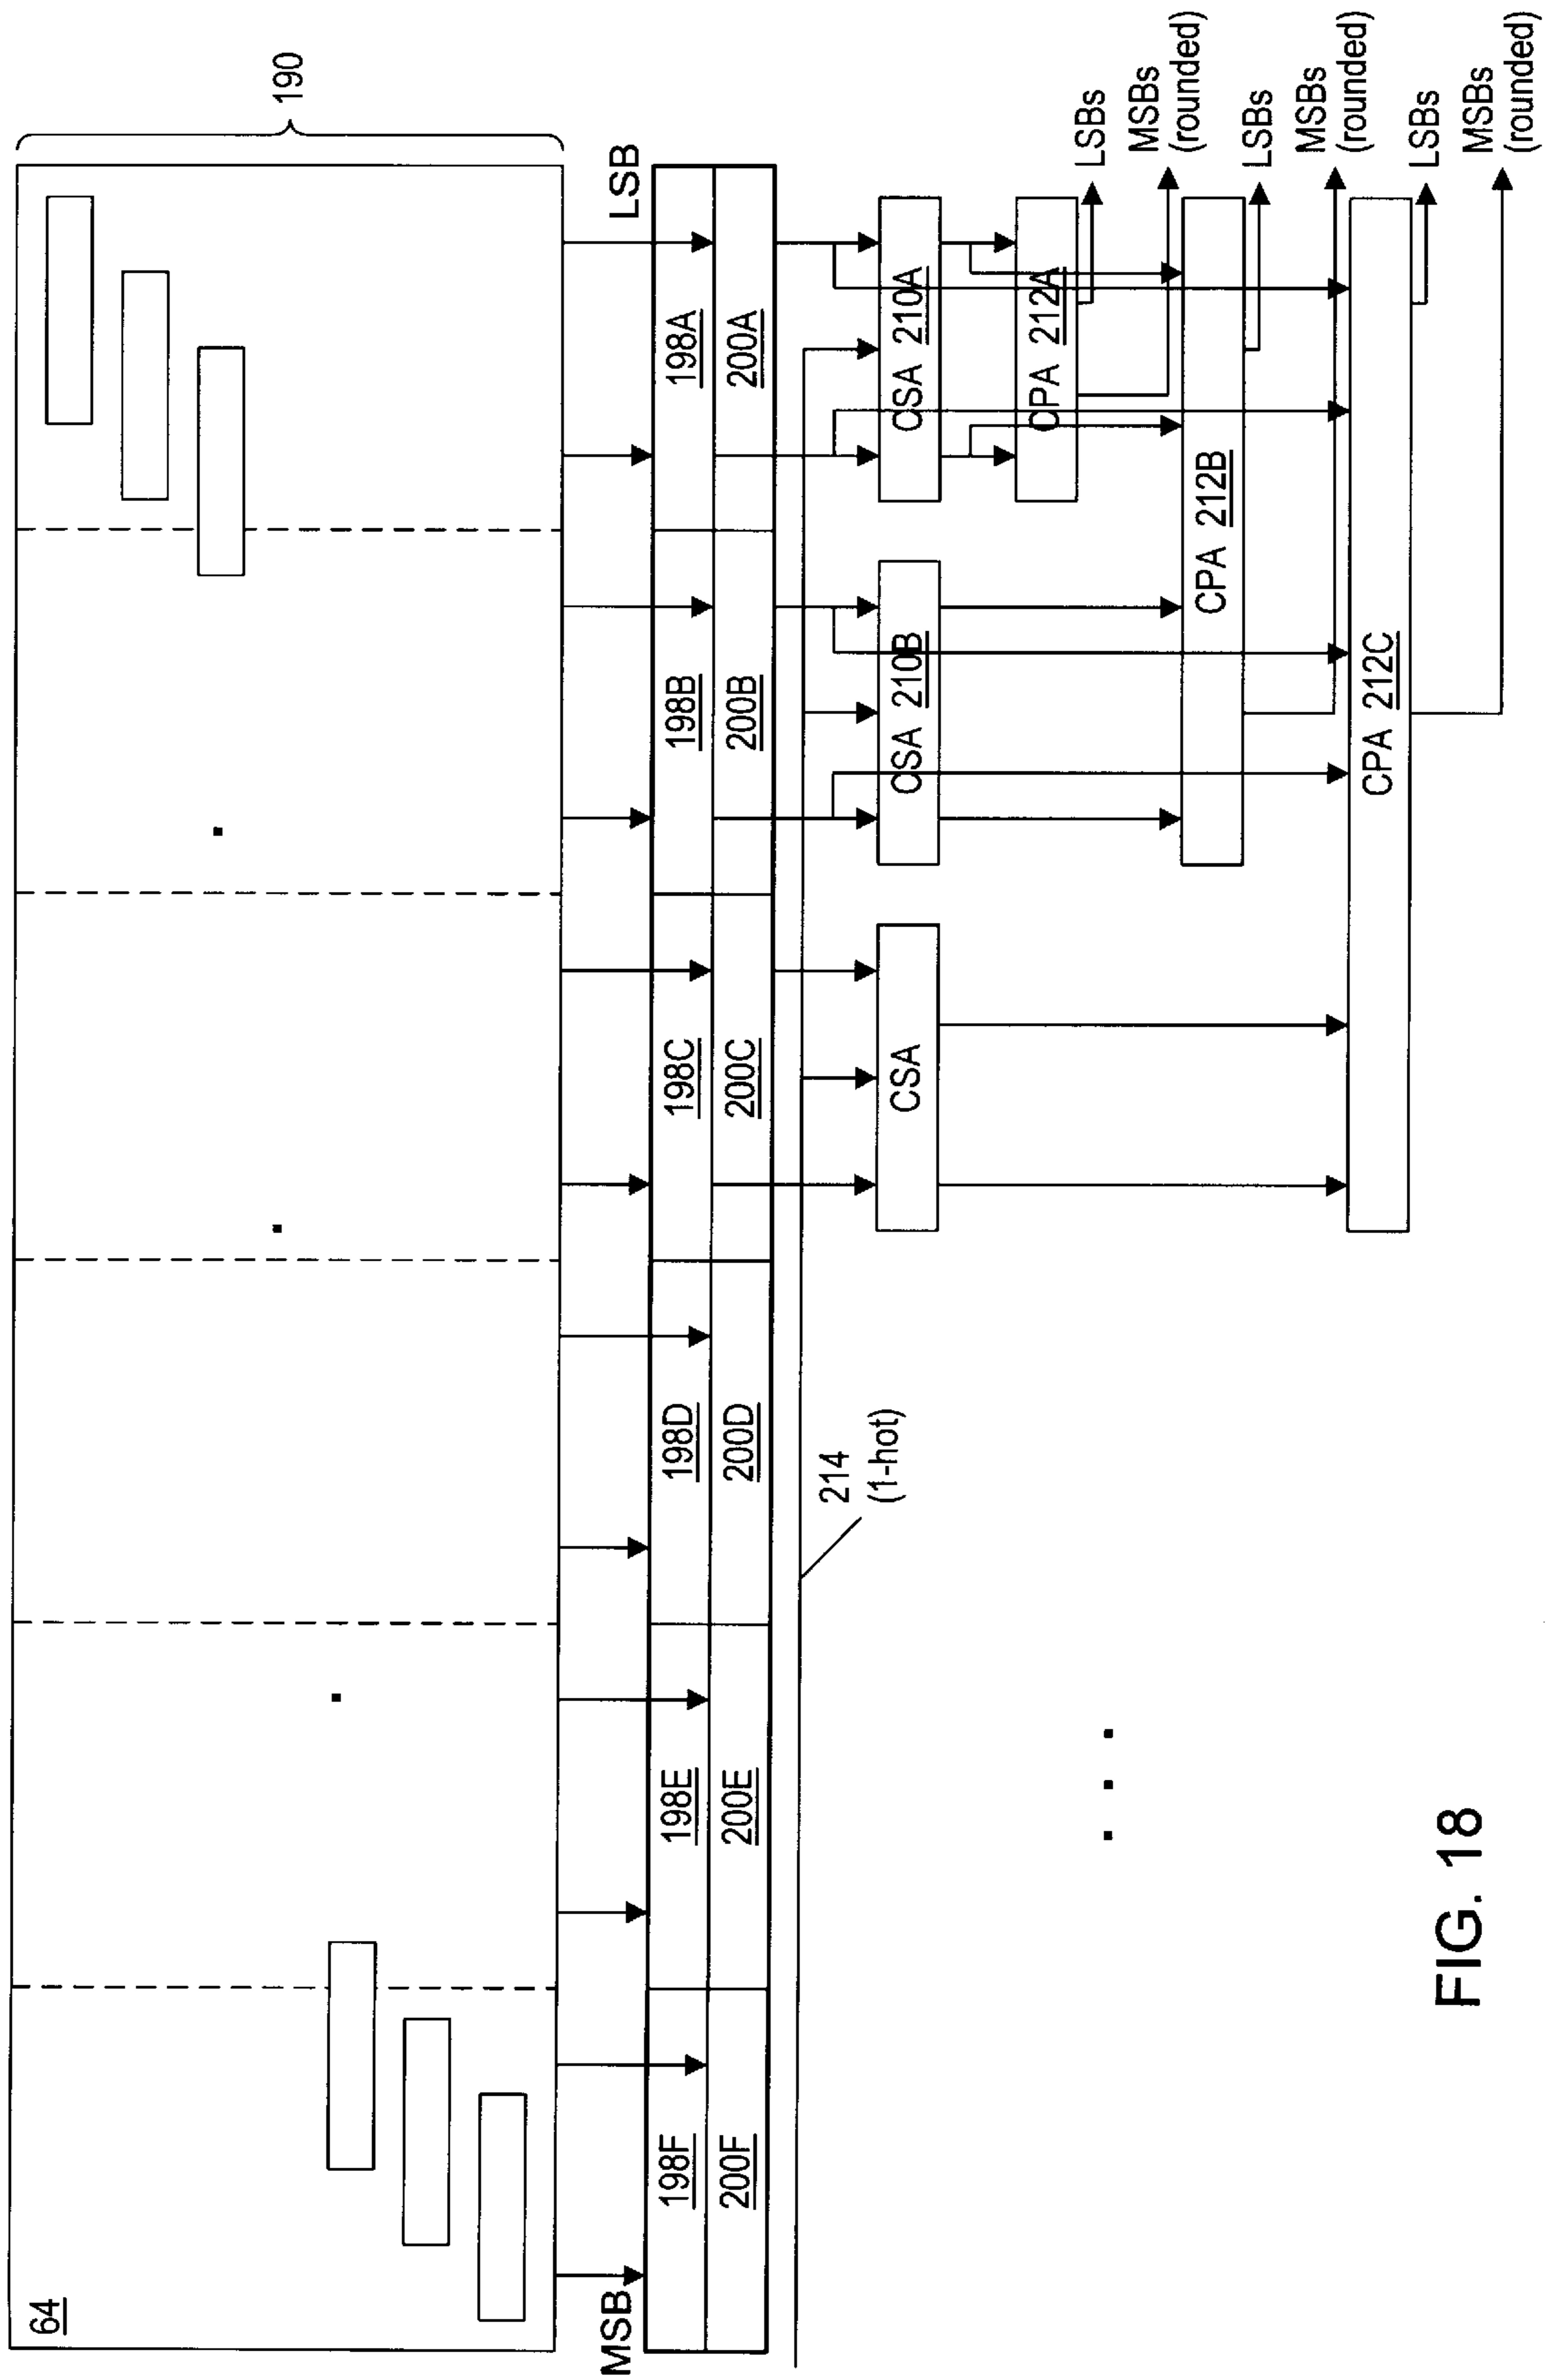 64
190
MSB
LSB
198F
198E
198D
198C
198B
198A
200F
200E
200D
200C
200B
200A
214
(1-hot)
CSA
CSA 210B
CSA 210A
CPA 212A
LSBs
MSBs
(rounded)
CPA 212B
LSBs
MSBs
(rounded)
CPA 212C
LSBs
MSBs
(rounded)
FIG. 18